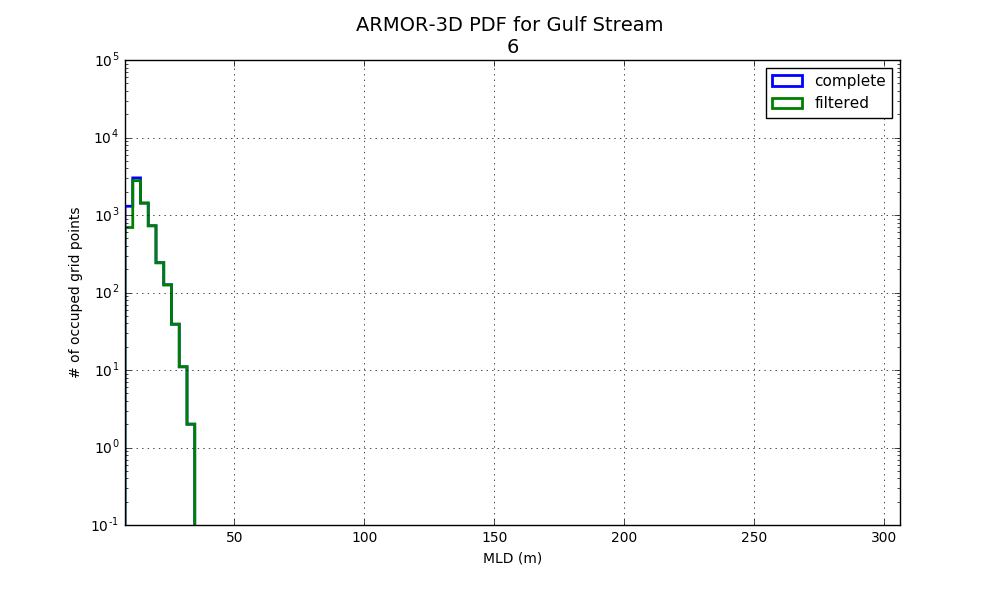 ARMOR-3D PDF for Gulf Stream
6
complete
filtered
# of occuped grid points
10^5
10^4
10^3
10^2
10^1
10^0
10^-1
50 100 150 200 250 300
MLD (m)